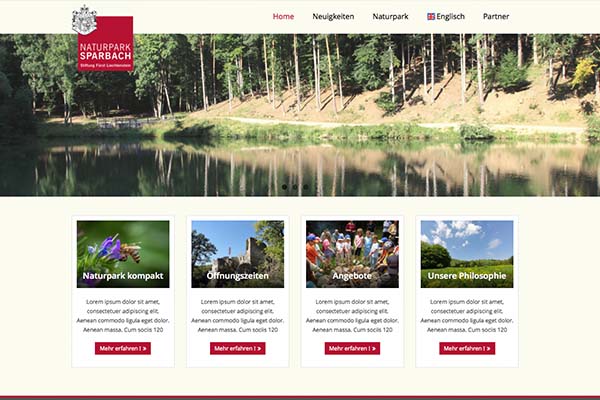 Home Neuigkeiten Naturpark Englisch Partner
NATURPARK
SPARBACH
Stiftung Fürst Liechtenstein
Naturpark kompakt
Lorem ipsum dolor sit amet,
consectetuer adipiscing elit.
Aenean commodo ligula eget dolor.
Aenean massa. Cum sociis 120
Mehr erfahren ! »
Öffnungszeiten
Lorem ipsum dolor sit amet,
consectetuer adipiscing elit.
Aenean commodo ligula eget dolor.
Aenean massa. Cum sociis 120
Mehr erfahren ! »
Angebote
Lorem ipsum dolor sit amet,
consectetuer adipiscing elit.
Aenean commodo ligula eget dolor.
Aenean massa. Cum sociis 120
Mehr erfahren ! »
Unsere Philosophie
Lorem ipsum dolor sit amet,
consectetuer adipiscing elit.
Aenean commodo ligula eget dolor.
Aenean massa. Cum sociis 120
Mehr erfahren ! »